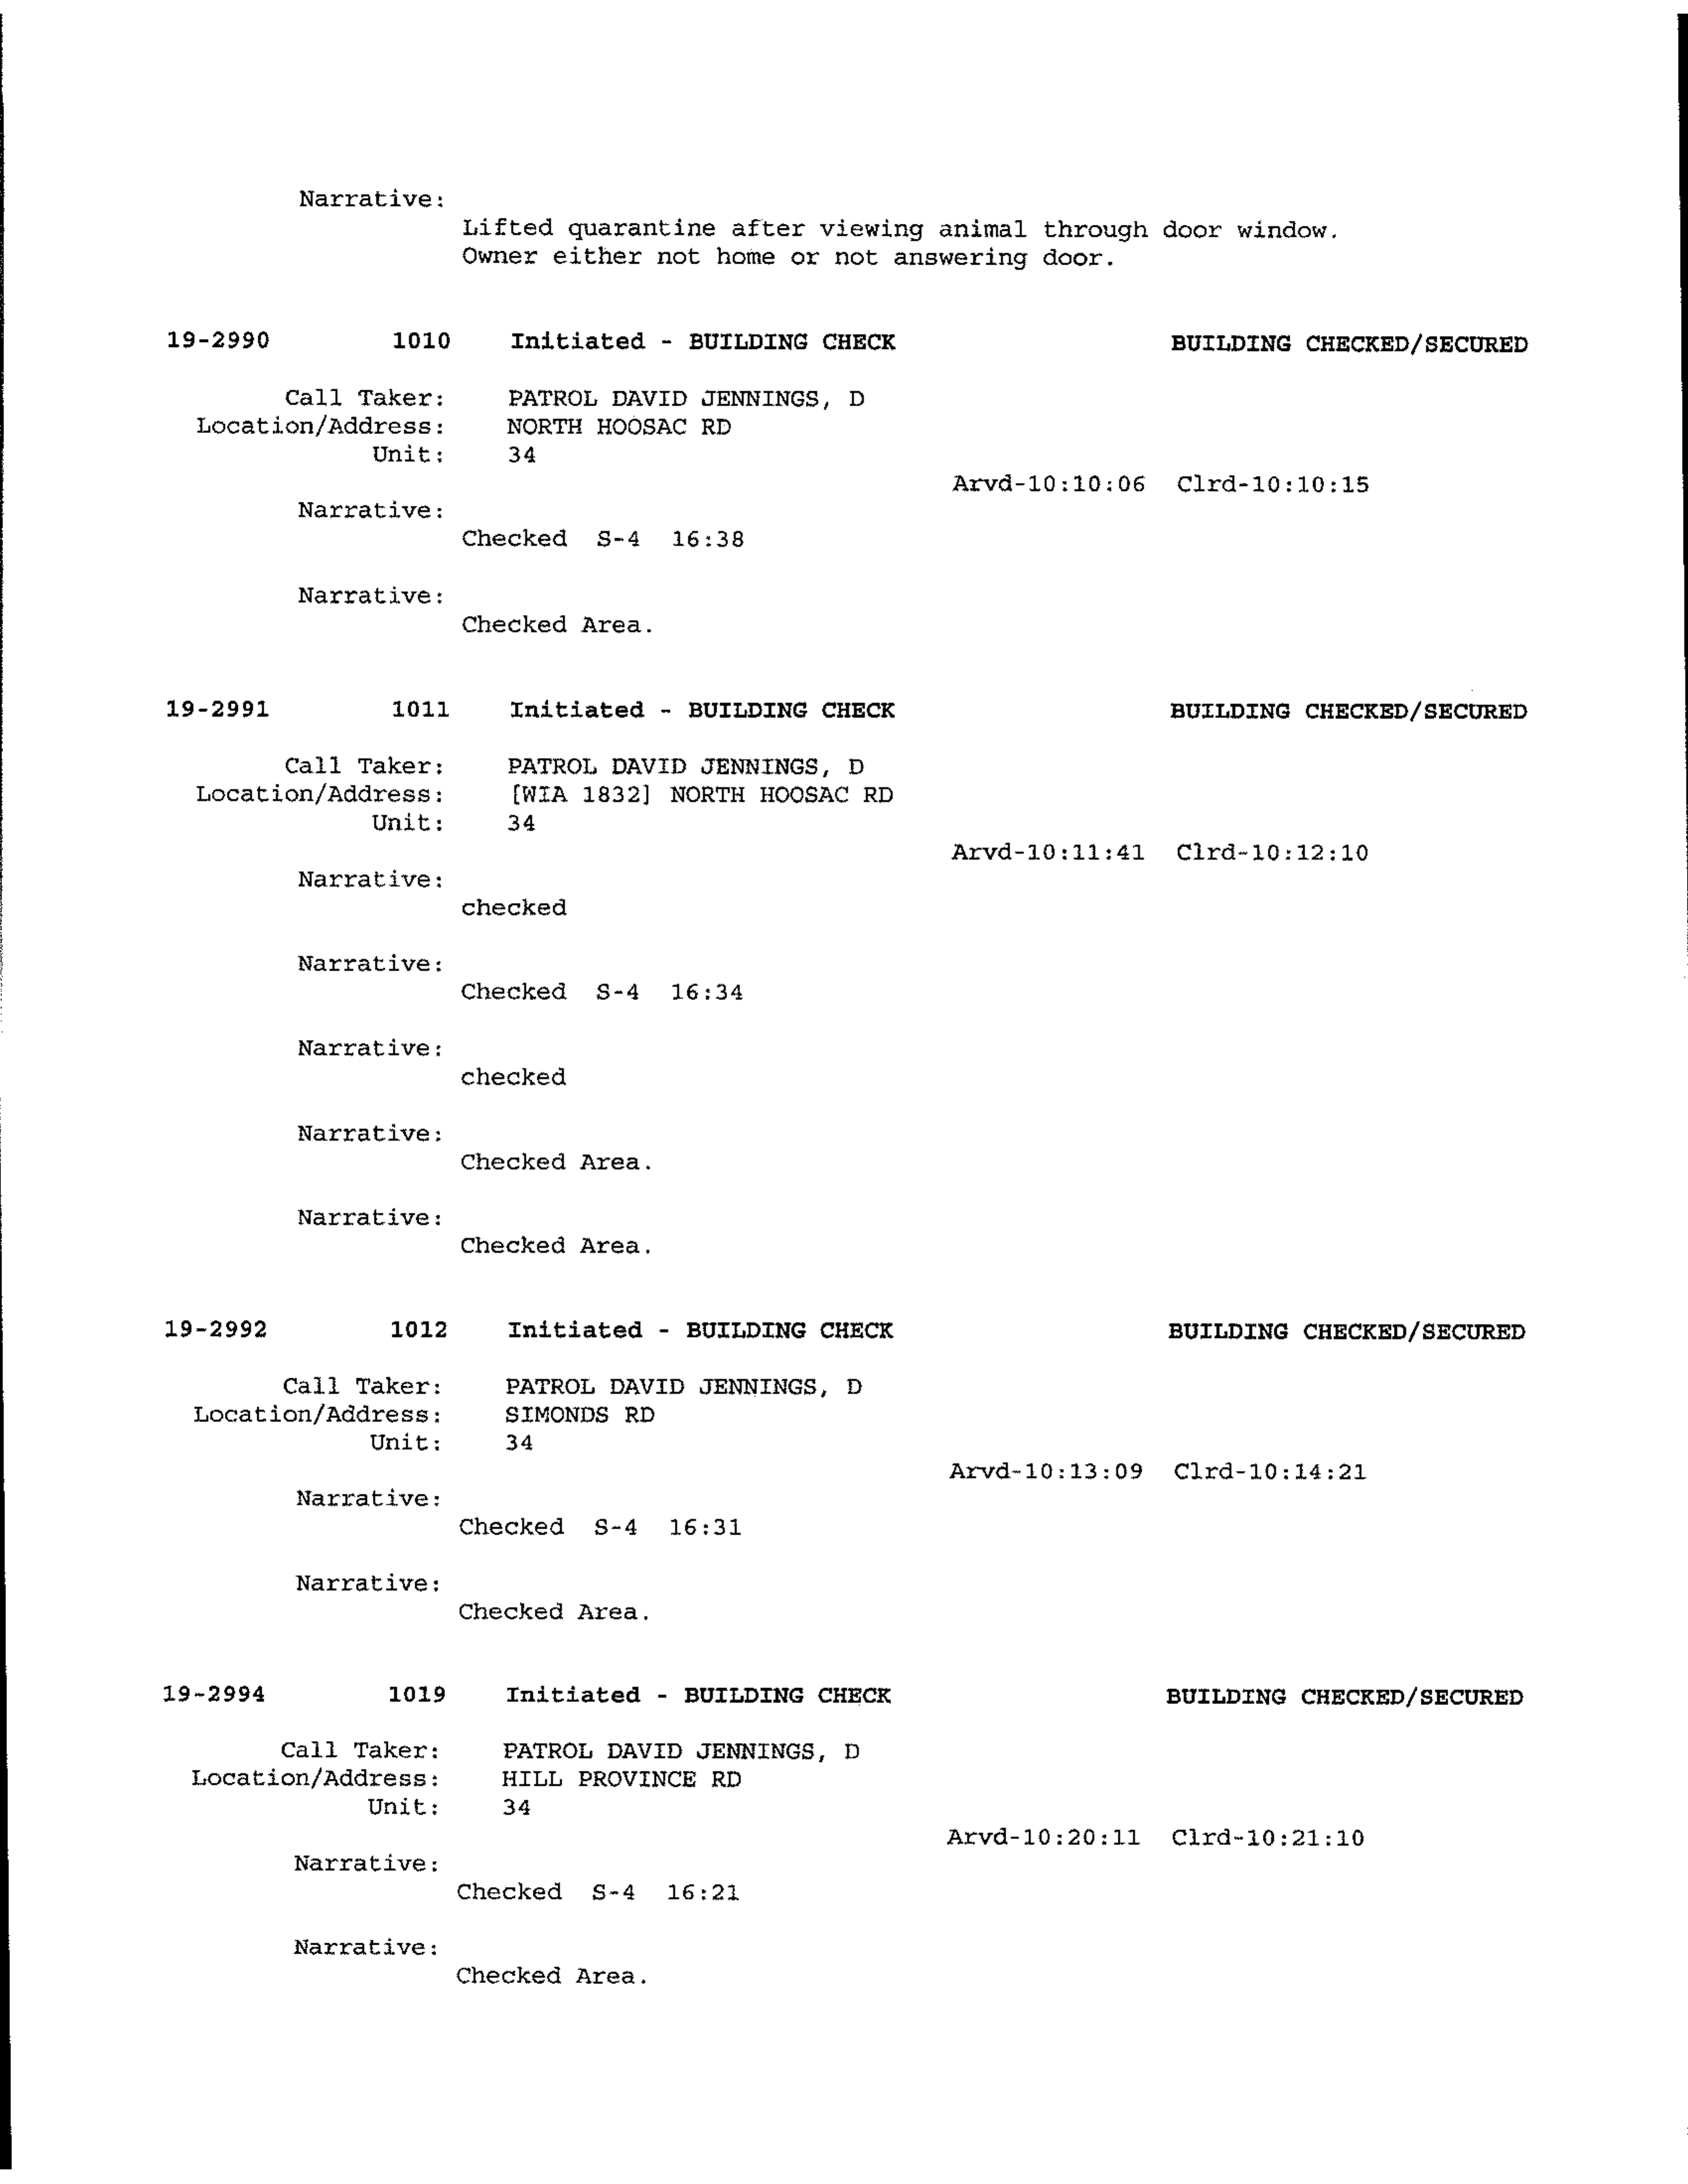 Narrative:
Lifted quarantine after viewing animal through door window.
Owner either not home or not answering door.
19-2990 1010 Initiated - BUILDING CHECK BUILDING CHECKED/SECURED
Call Taker: PATROL DAVID JENNINGS, D
Location/Address: NORTH HOOSAC RD
Unit: 34
Arvd-10:10:06 Clrd-10:10:15
Narrative:
Checked S-4 16:38
Narrative:
Checked Area.
19-2991 1011 Initiated - BUILDING CHECK BUILDING CHECKED/SECURED
Call Taker: PATROL DAVID JENNINGS, D
Location/Address: [WIA 1832] NORTH HOOSAC RD
Unit: 34
Arvd-10:11:41 Clrd-10:12:10
Narrative:
checked
Narrative:
Checked S-4 16:34
Narrative:
checked
Narrative:
Checked Area.
Narrative:
Checked Area.
19-2992 1012 Initiated - BUILDING CHECK BUILDING CHECKED/SECURED
Call Taker: PATROL DAVID JENNINGS, D
Location/Address: SIMONDS RD
Unit: 34
Arvd-10:13:09 Clrd-10:14:21
Narrative:
Checked S-4 16:31
Narrative:
Checked Area.
19-2994 1019 Initiated - BUILDING CHECK BUILDING CHECKED/SECURED
Call Taker: PATROL DAVID JENNINGS, D
Location/Address: HILL PROVINCE RD
Unit: 34
Arvd-10:20:11 Clrd-10:21:10
Narrative:
Checked S-4 16:21
Narrative:
Checked Area.